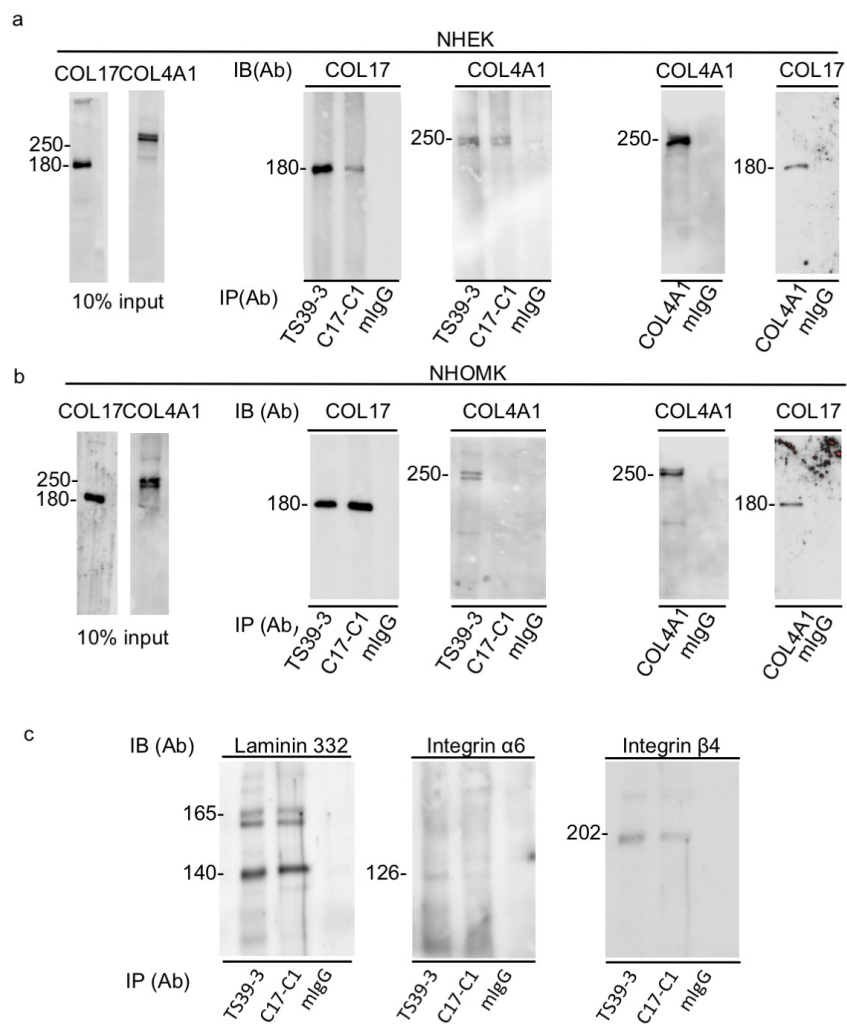 a
NHEK
COL17COL4A1 IB(Ab) COL17 COL4A1 COL4A1 COL17
250-
180-
180-
250-
250-
180-
10% input
IP(Ab) TS39-3 C17-C1 mIgG TS39-3 C17-C1 mIgG COL4A1 mIgG COL4A1 mIgG
b
NHOMK
COL17COL4A1 IB (Ab) COL17 COL4A1 COL4A1 COL17
250-
180-
180-
250-
250-
180-
10% input
IP (Ab) TS39-3 C17-C1 mIgG TS39-3 C17-C1 mIgG COL4A1 mIgG COL4A1 mIgG
c
IB (Ab) Laminin 332 Integrin α6 Integrin β4
165-
140-
126-
202-
IP (Ab) TS39-3 C17-C1 mIgG TS39-3 C17-C1 mIgG TS39-3 C17-C1 mIgG